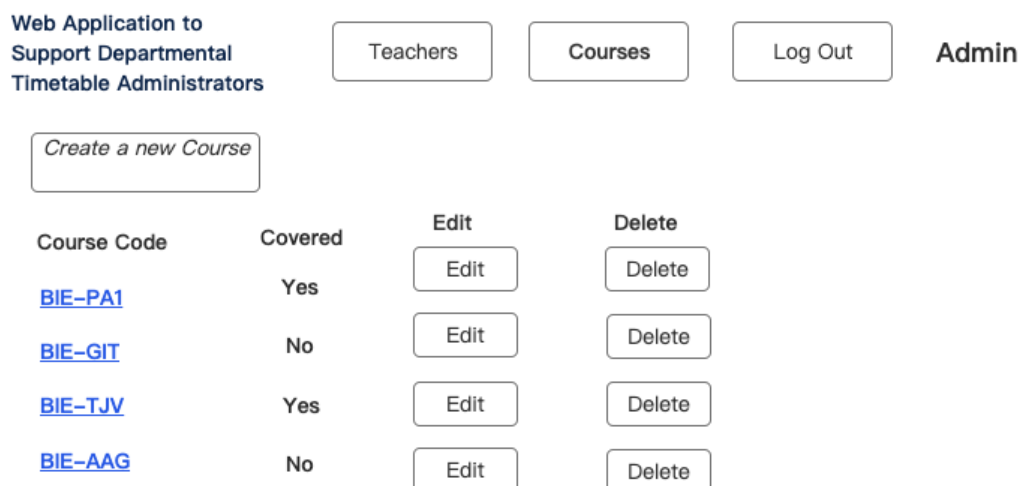 Web Application to
Support Departmental
Timetable Administrators
Teachers
Courses
Log Out
Admin
Create a new Course
Course Code Covered Edit Delete
BIE-PA1 Yes Edit Delete
BIE-GIT No Edit Delete
BIE-TJV Yes Edit Delete
BIE-AAG No Edit Delete